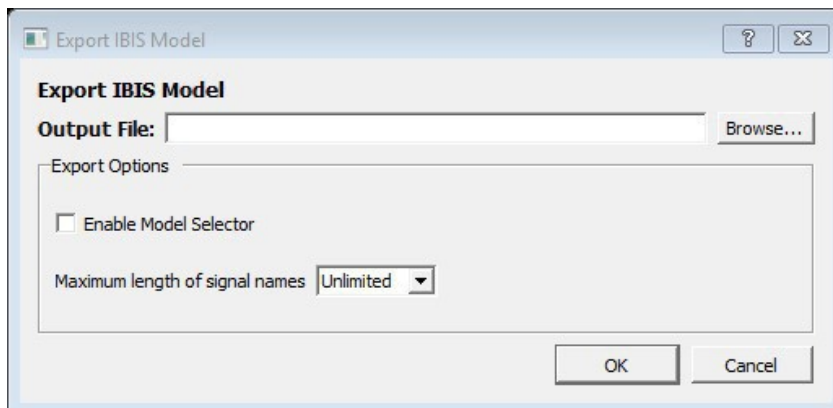 Export IBIS Model
Export IBIS Model
Output File:
Browse...
Export Options
Enable Model Selector
Maximum length of signal names Unlimited
OK Cancel